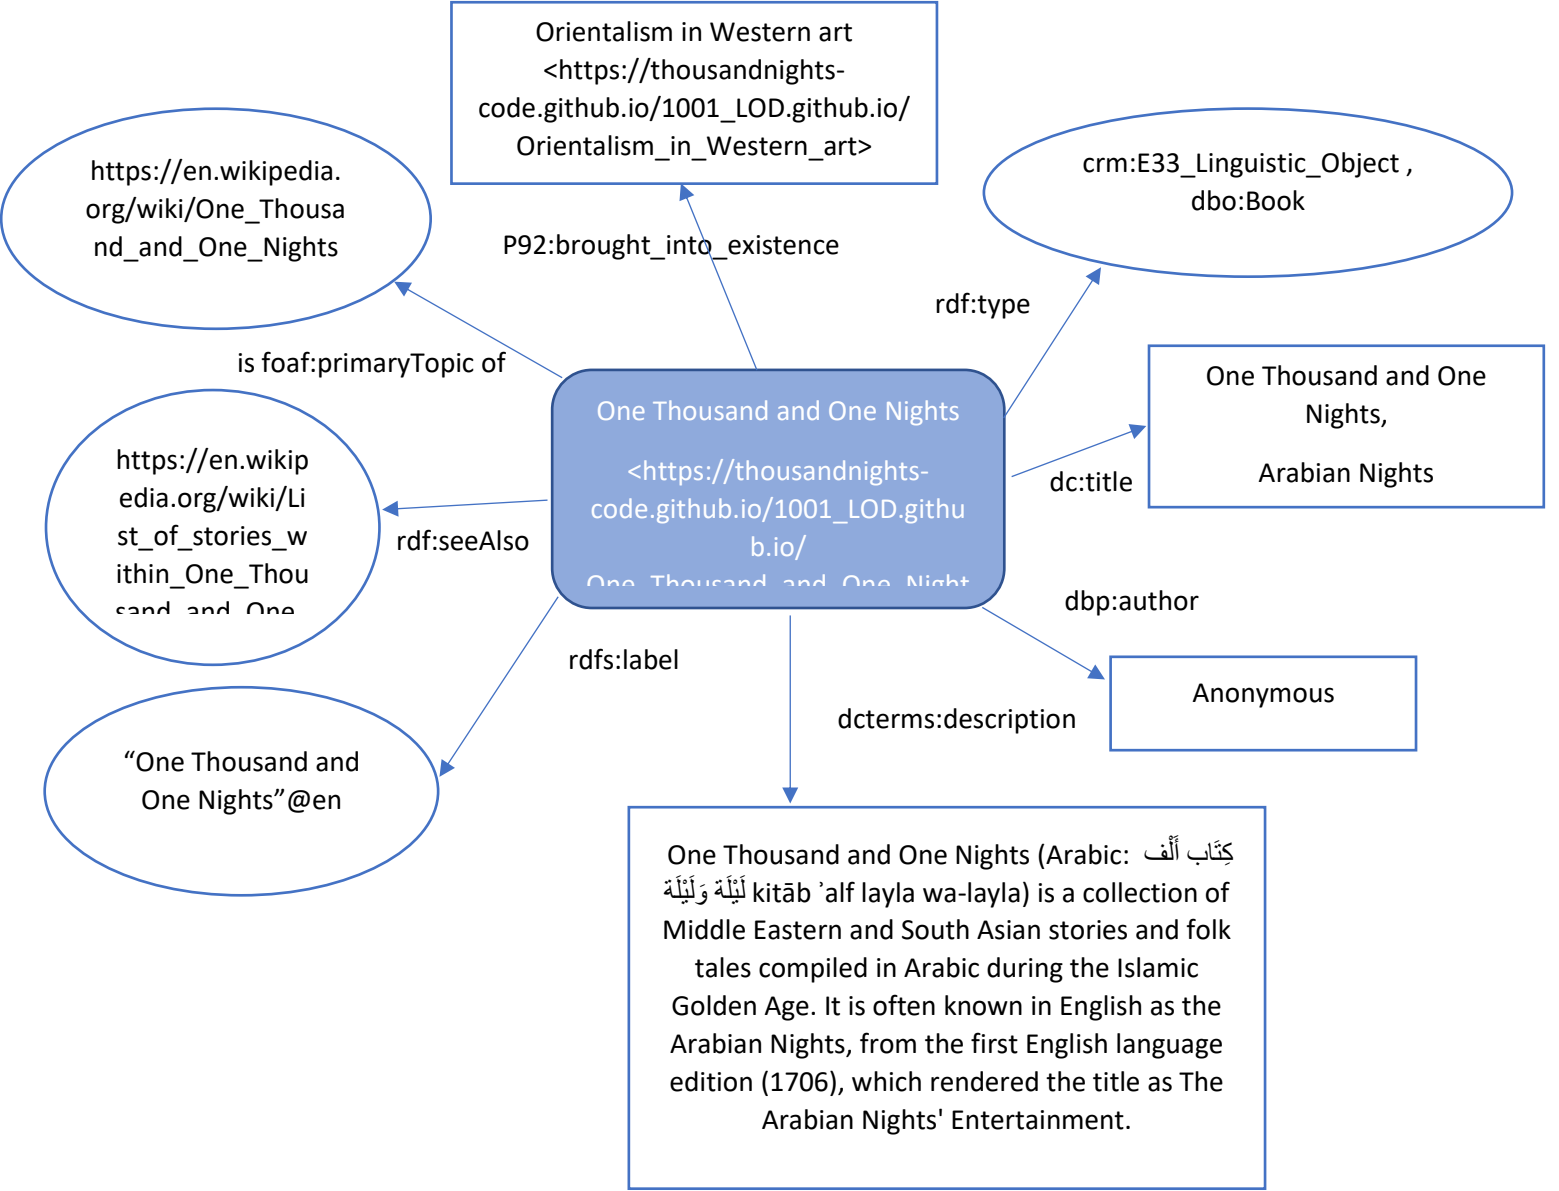 Orientalism in Western art
<https://thousandnights-
code.github.io/1001_LOD.github.io/
Orientalism_in_Western_art>
https://en.wikipedia.
org/wiki/One_Thousa
nd_and_One_Nights
crm:E33_Linguistic_Object ,
dbo:Book
P92:brought_into_existence
rdf:type
is foaf:primaryTopic of
One Thousand and One Nights
<https://thousandnights-
code.github.io/1001_LOD.githu
b.io/
One_Thousand_and_One_Night
One Thousand and One
Nights,
Arabian Nights
dc:title
https://en.wikip
edia.org/wiki/Li
st_of_stories_w
ithin_One_Thou
sand_and_One_
rdf:seeAlso
dbp:author
rdfs:label
Anonymous
dcterms:description
“One Thousand and
One Nights”@en
One Thousand and One Nights (Arabic: كِتَاب أَلْف
لَيْلَة وَلَيْلَة kitāb ʾalf layla wa-layla) is a collection of
Middle Eastern and South Asian stories and folk
tales compiled in Arabic during the Islamic
Golden Age. It is often known in English as the
Arabian Nights, from the first English language
edition (1706), which rendered the title as The
Arabian Nights' Entertainment.